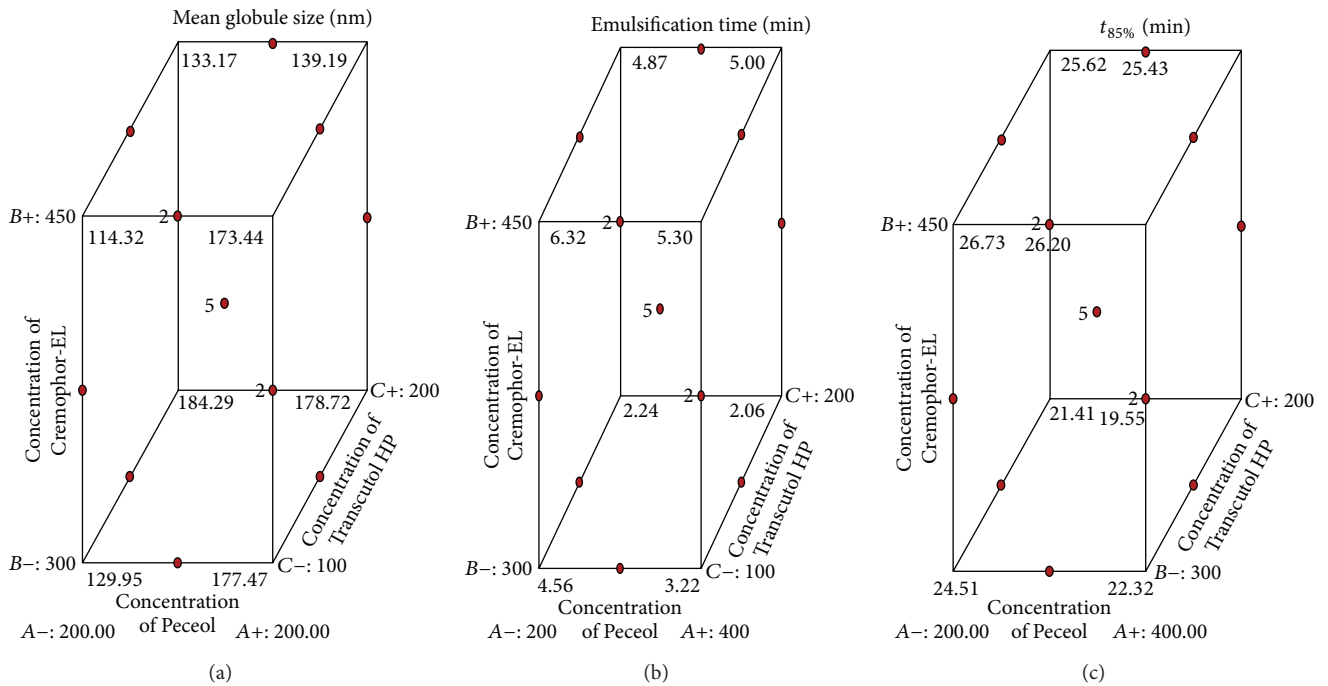 Mean globule size (nm)
133.17 139.19
B+: 450
2
114.32 173.44
5
Concentration of
Cremophor-EL
2
C+: 200
184.29 178.72
Concentration of
Transcutol HP
B−: 300
C−: 100
129.95 177.47
Concentration
of Peceol
A−: 200.00 A+: 200.00
(a)
Emulsification time (min)
4.87 5.00
B+: 450
2
6.32 5.30
5
Concentration of
Cremophor-EL
2
C+: 200
2.24 2.06
Concentration of
Transcutol HP
B−: 300
C−: 100
4.56 3.22
Concentration
of Peceol
A−: 200 A+: 400
(b)
t85% (min)
25.62 25.43
B+: 450
2
26.73 26.20
5
Concentration of
Cremophor-EL
2
C+: 200
21.41 19.55
Concentration of
Transcutol HP
B−: 300
24.51 22.32
Concentration
of Peceol
A−: 200.00 A+: 400.00
(c)